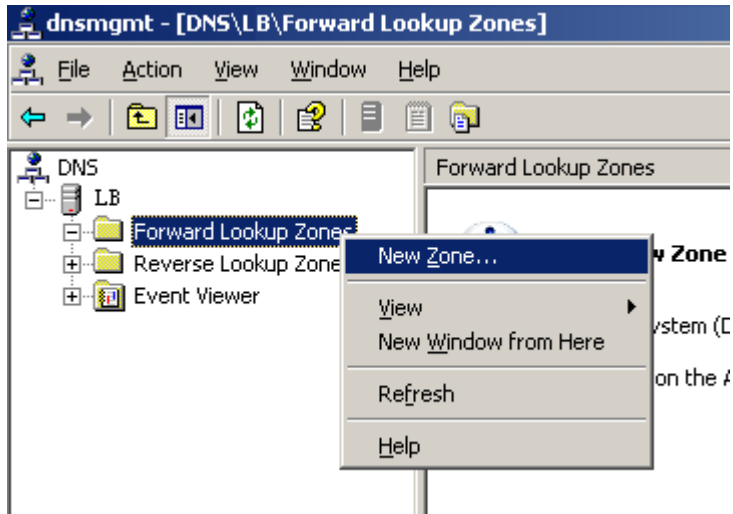 dnsmgmt - [DNS\LB\Forward Lookup Zones]
File Action View Window Help
DNS
LB
Forward Lookup Zones
Reverse Lookup Zone
Event Viewer
Forward Lookup Zones
New Zone...
View
New Window from Here
Refresh
Help
Zone
on the